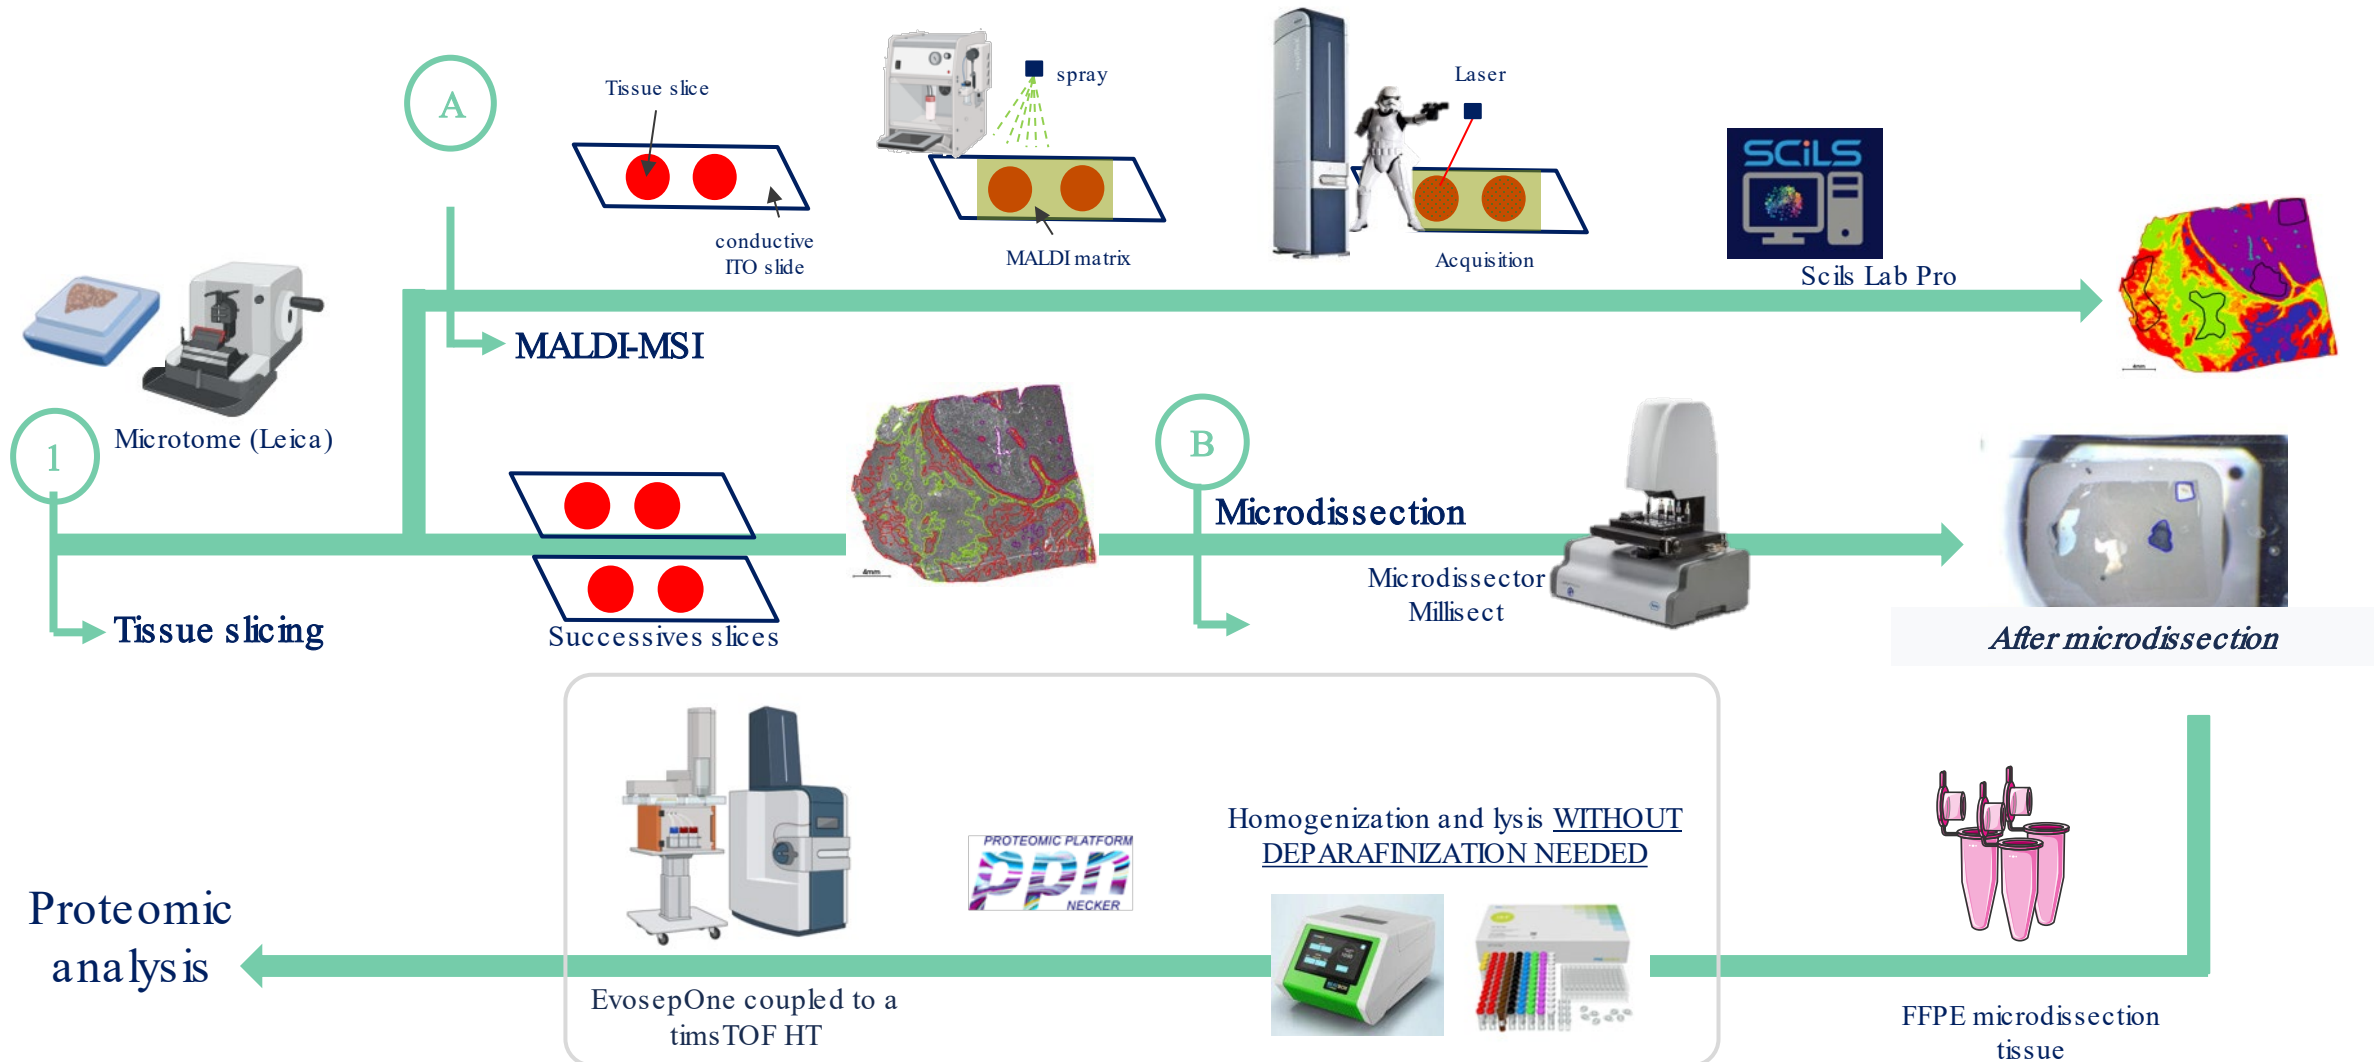 A
Tissue slice
conductive
ITO slide
spray
MALDI matrix
Laser
Acquisition
SCiLS
Scils Lab Pro
4mm
MALDI-MSI
Microtome (Leica)
1
Tissue slicing
Successives slices
4mm
B
Microdissection
Microdissector
Millisect
After microdissection
FFPE microdissection
tissue
Homogenization and lysis WITHOUT
DEPARAFINIZATION NEEDED
PROTEOMIC PLATFORM
ppn
NECKER
EvosepOne coupled to a
timsTOF HT
Proteomic
analysis